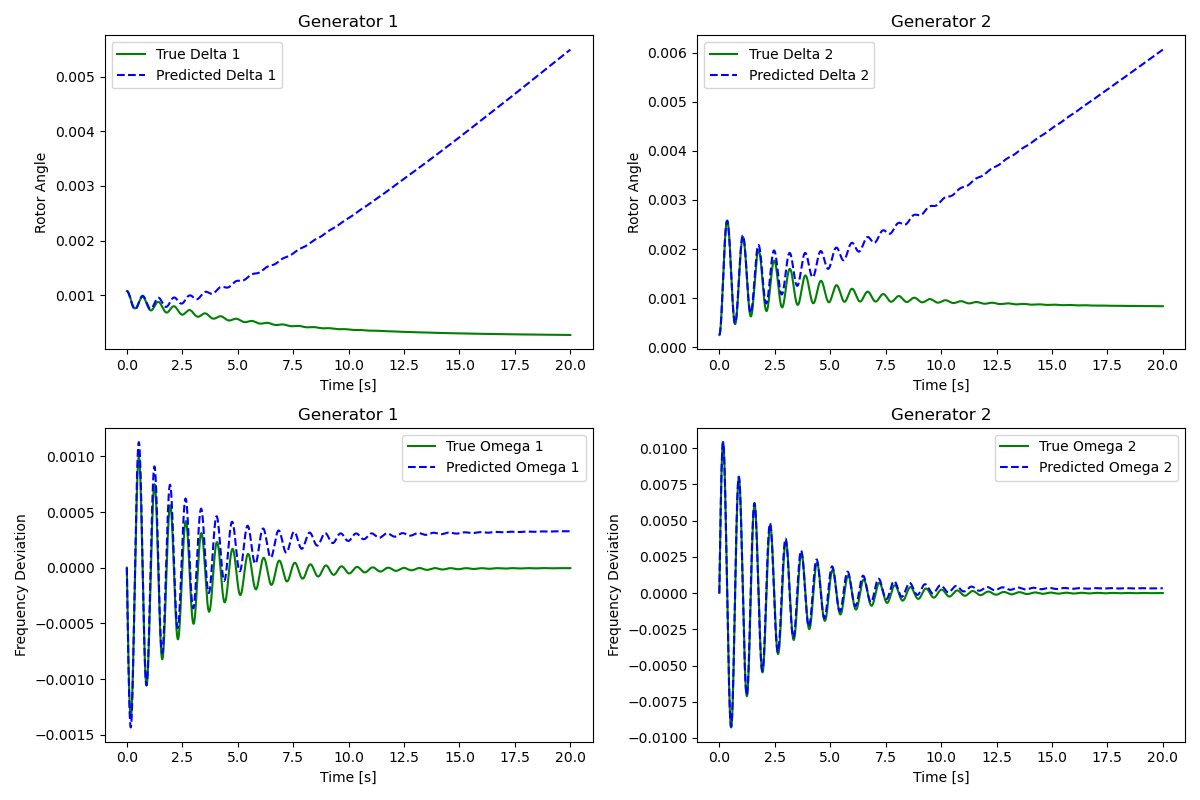 Generator 1
True Delta 1
Predicted Delta 1
0.005
0.004
0.003
0.002
0.001
Rotor Angle
0.0 2.5 5.0 7.5 10.0 12.5 15.0 17.5 20.0
Time [s]
Generator 2
True Delta 2
Predicted Delta 2
0.006
0.005
0.004
0.003
0.002
0.001
0.000
Rotor Angle
0.0 2.5 5.0 7.5 10.0 12.5 15.0 17.5 20.0
Time [s]
Generator 1
True Omega 1
Predicted Omega 1
0.0010
0.0005
0.0000
−0.0005
−0.0010
−0.0015
Frequency Deviation
0.0 2.5 5.0 7.5 10.0 12.5 15.0 17.5 20.0
Time [s]
Generator 2
True Omega 2
Predicted Omega 2
0.0100
0.0075
0.0050
0.0025
0.0000
−0.0025
−0.0050
−0.0075
−0.0100
Frequency Deviation
0.0 2.5 5.0 7.5 10.0 12.5 15.0 17.5 20.0
Time [s]